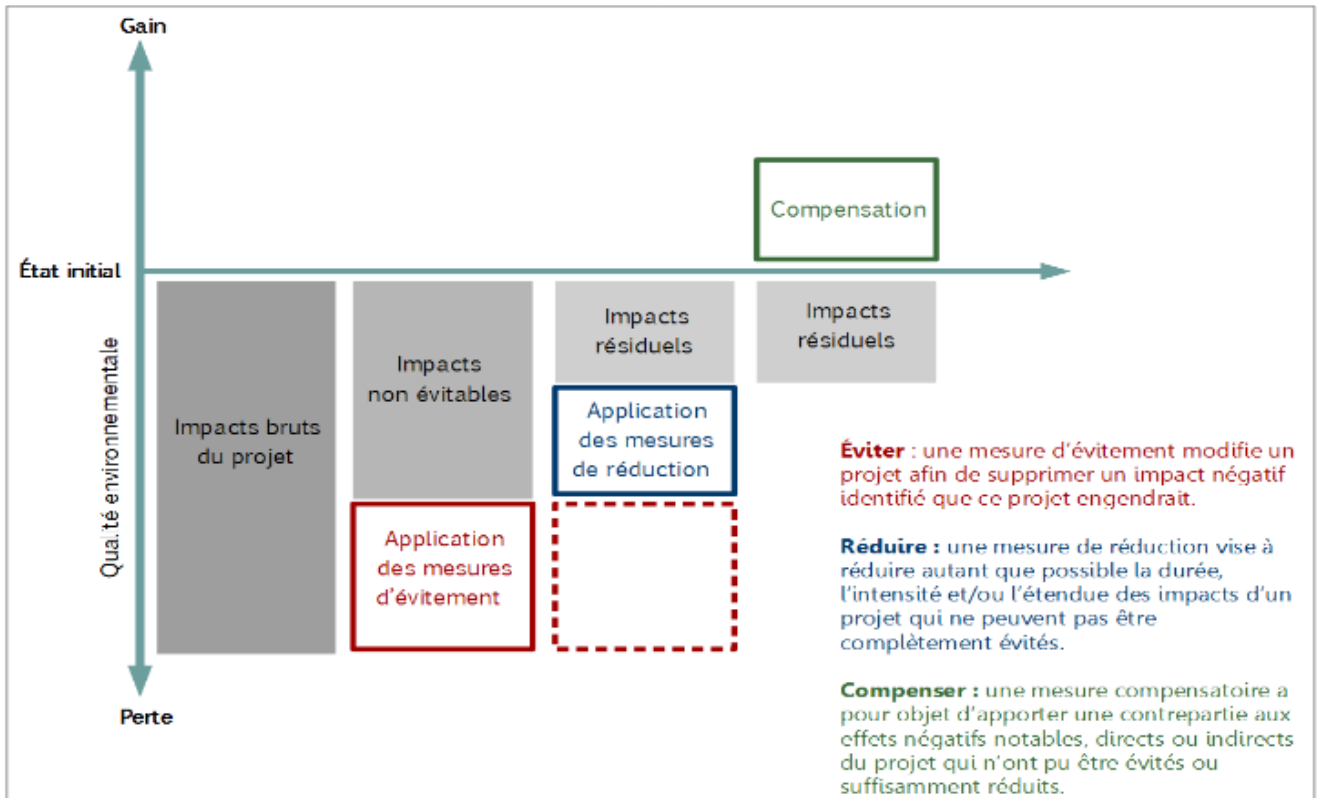 Gain
Compensation
État initial
Qualité environnementale
Impacts bruts
du projet
Impacts
non évitables
Application
des mesures
d'évitement
Impacts
résiduels
Application
des mesures
de réduction
Impacts
résiduels
Perte
Éviter : une mesure d'évitement modifie un
projet afin de supprimer un impact négatif
identifié que ce projet engendrait.
Réduire : une mesure de réduction vise à
réduire autant que possible la durée,
l'intensité et/ou l'étendue des impacts d'un
projet qui ne peuvent pas être
complètement évités.
Compenser : une mesure compensatoire a
pour objet d'apporter une contrepartie aux
effets négatifs notables, directs ou indirects
du projet qui n'ont pu être évités ou
suffisamment réduits.